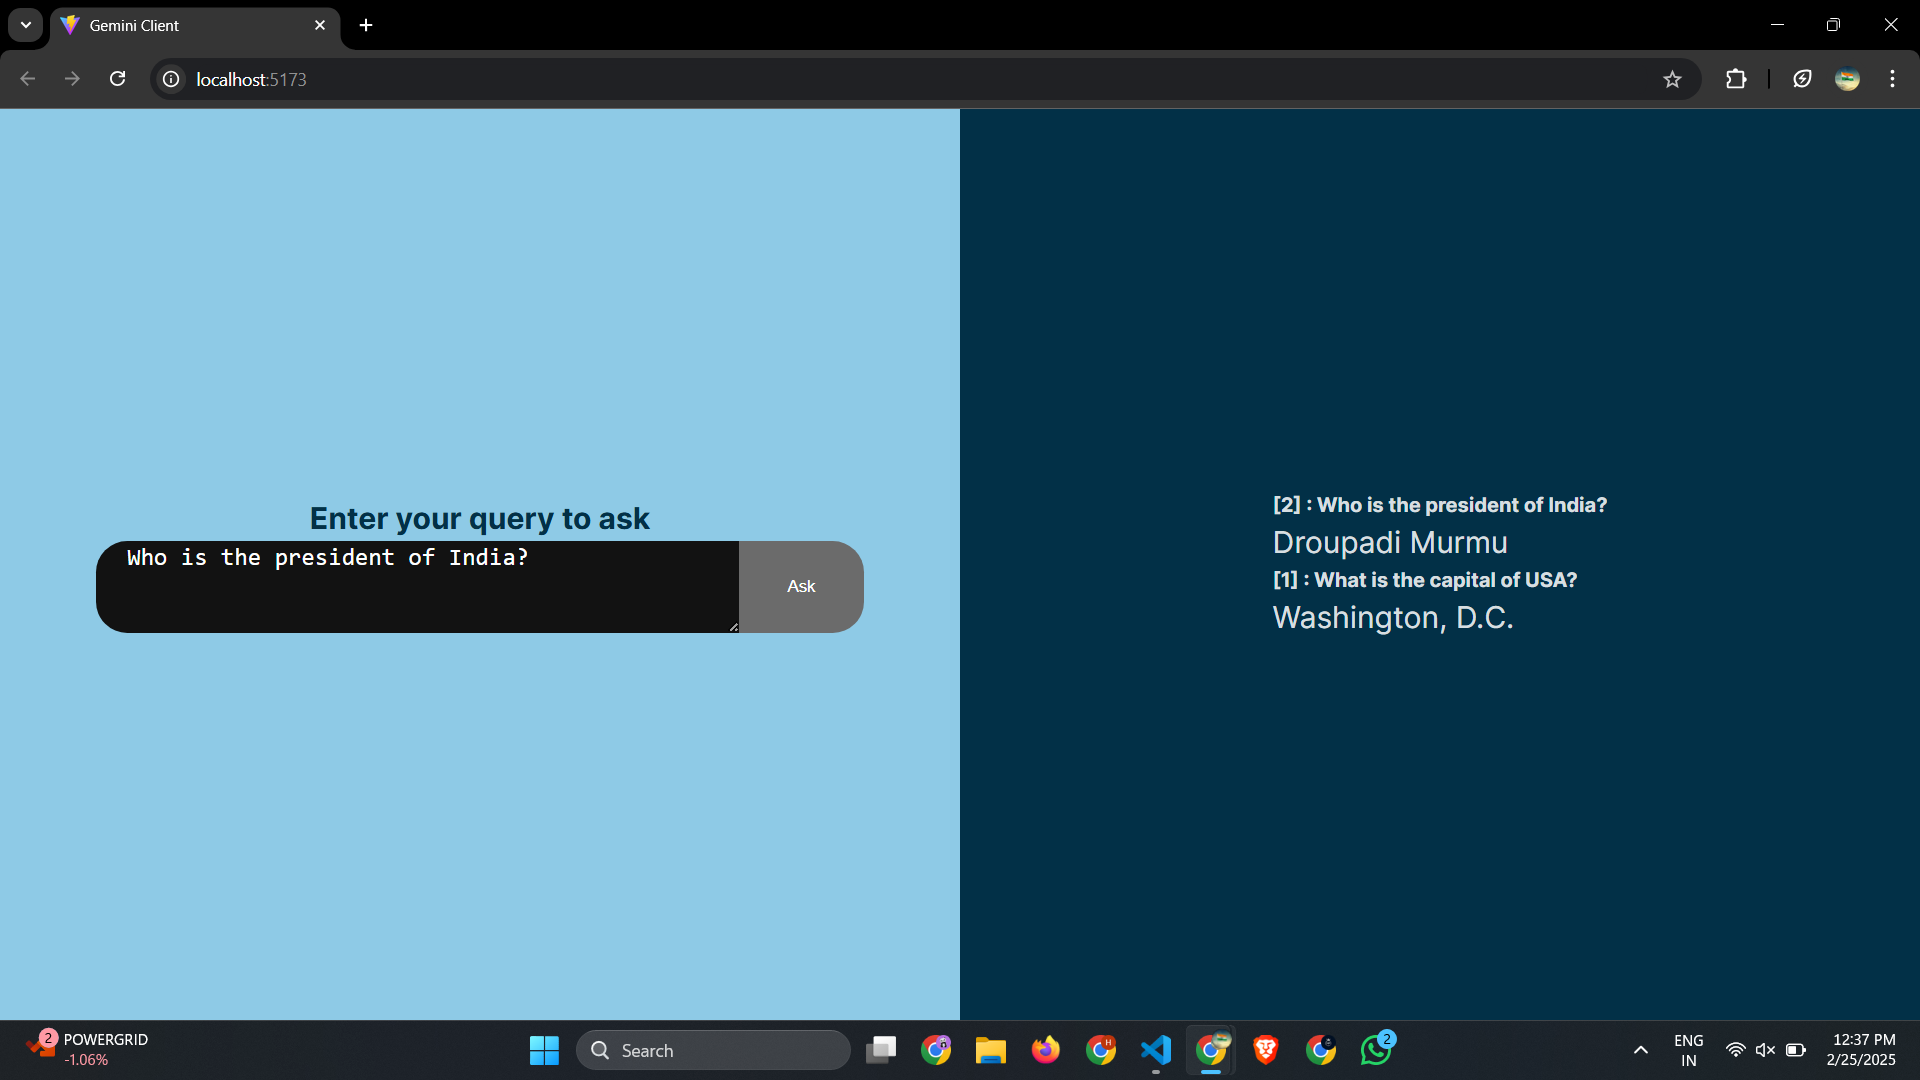 Gemini Client
localhost:5173
Enter your query to ask
Who is the president of India?
Ask
[2] : Who is the president of India?
Droupadi Murmu
[1] : What is the capital of USA?
Washington, D.C.
2
POWERGRID
-1.06%
Search
H
2
ENG
IN
12:37 PM
2/25/2025